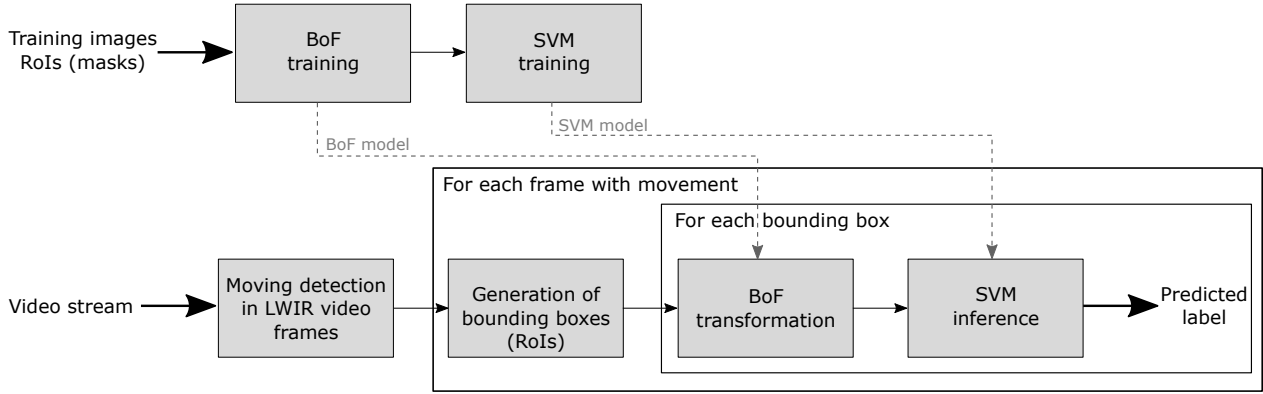 Training images
RoIs (masks)
BoF
training
SVM
training
SVM model
BoF model
For each frame with movement
For each bounding box
Video stream
Moving detection
in LWIR video
frames
Generation of
bounding boxes
(RoIs)
BoF
transformation
SVM
inference
Predicted
label